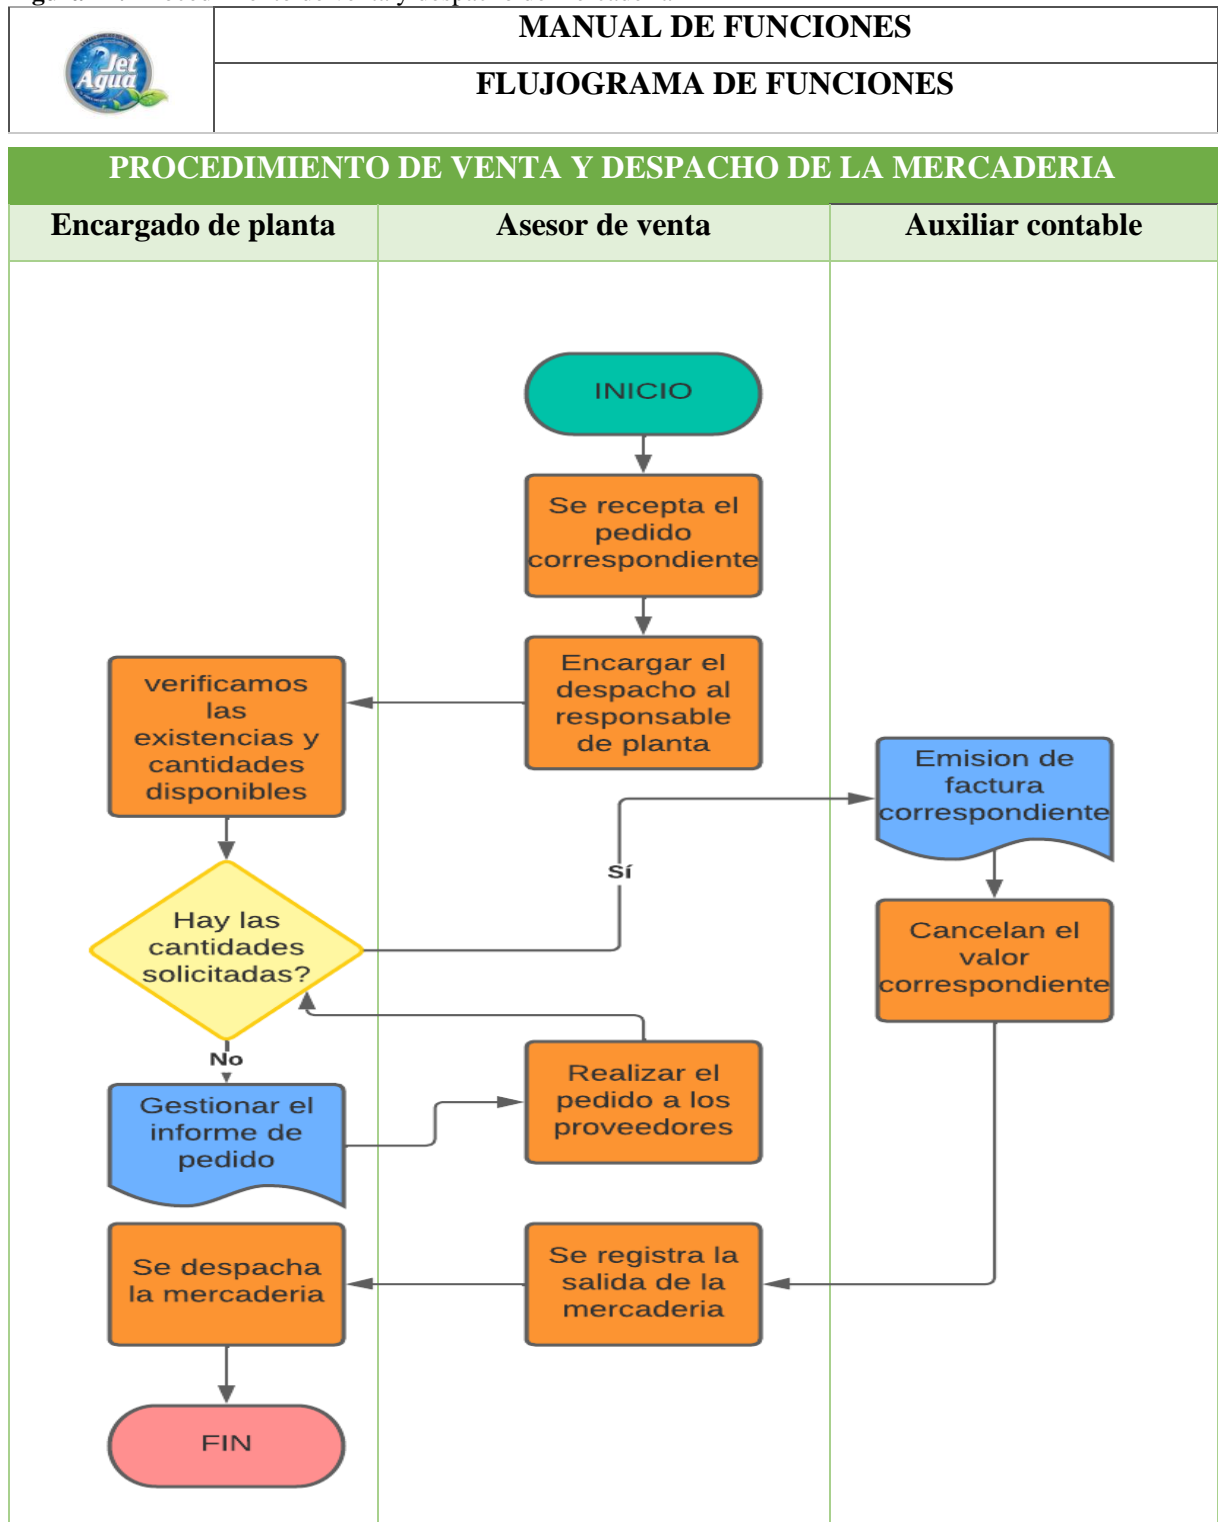 MANUAL DE FUNCIONES
Jet
Agua
FLUJOGRAMA DE FUNCIONES
PROCEDIMIENTO DE VENTA Y DESPACHO DE LA MERCADERIA
Encargado de planta
Asesor de venta
Auxiliar contable
INICIO
Se recepta el
pedido
correspondiente
Encargar el
despacho al
responsable
de planta
verificamos
las
existencias y
cantidades
disponibles
Emision de
factura
correspondiente
Sí
Hay las
cantidades
solicitadas?
Cancelan el
valor
correspondiente
No
Gestionar el
informe de
pedido
Realizar el
pedido a los
proveedores
Se registra la
salida de la
mercaderia
Se despacha
la mercaderia
FIN